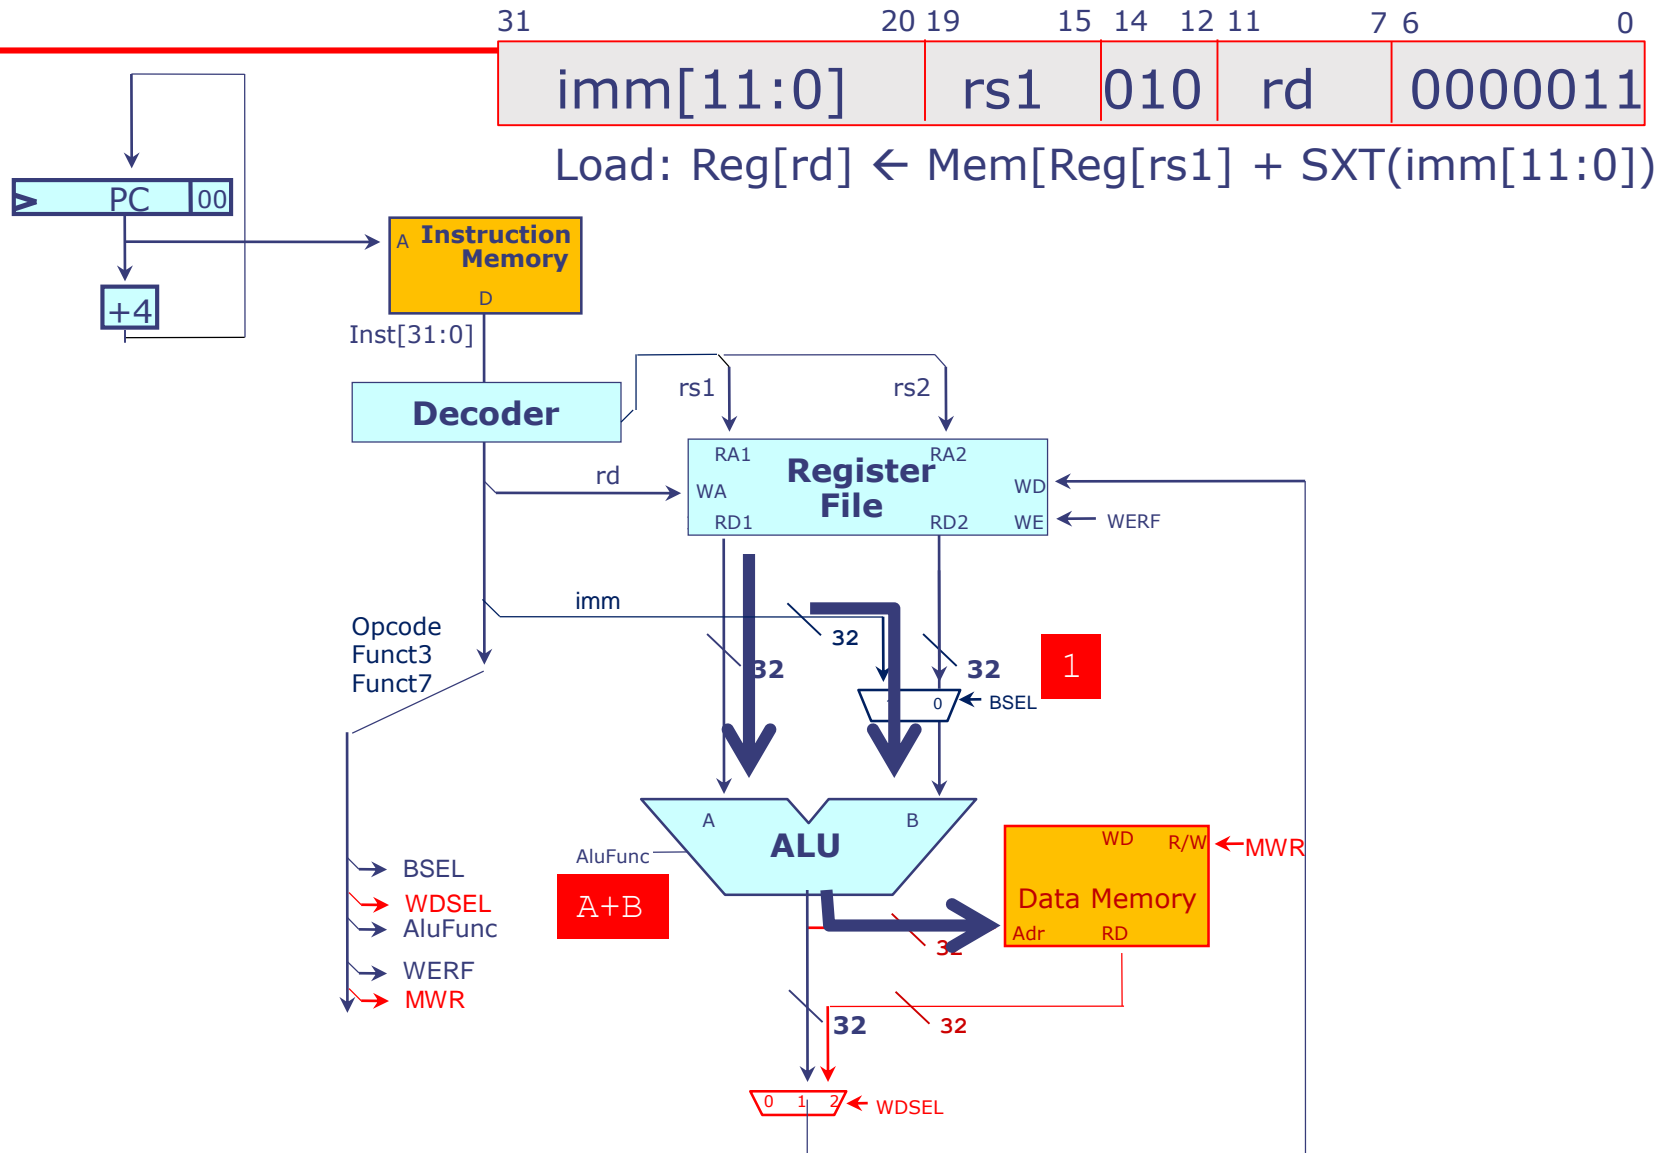 31 20 19 15 14 12 11 7 6 0
imm[11:0] rs1 010 rd 0000011
Load: Reg[rd] ← Mem[Reg[rs1] + SXT(imm[11:0])
PC 00
+4
A Instruction
Memory
D
Inst[31:0]
Decoder
rs1
rs2
rd
RA1
RA2
Register
File
WA
WD
RD1
RD2
WE
WERF
imm
32
32
32
1
0
BSEL
Opcode
Funct3
Funct7
BSEL
WDSEL
AluFunc
WERF
MWR
A
B
ALU
AluFunc
A+B
WD
R/W
MWR
Data Memory
Adr
RD
32
32
32
0 1 2
WDSEL